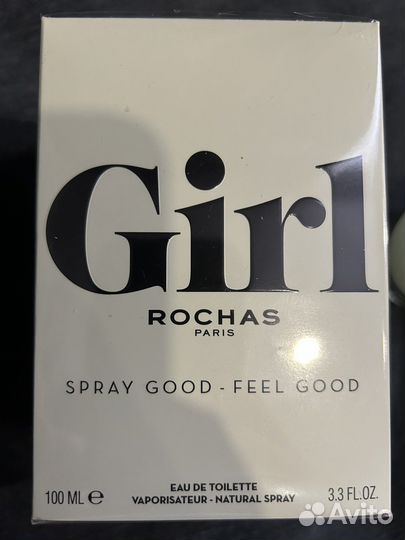 Girl
ROCHAS
PARIS
SPRAY GOOD - FEEL GOOD
EAU DE TOILETTE
100 ML ℮ VAPORISATEUR - NATURAL SPRAY 3.3 FL.OZ.
Avito